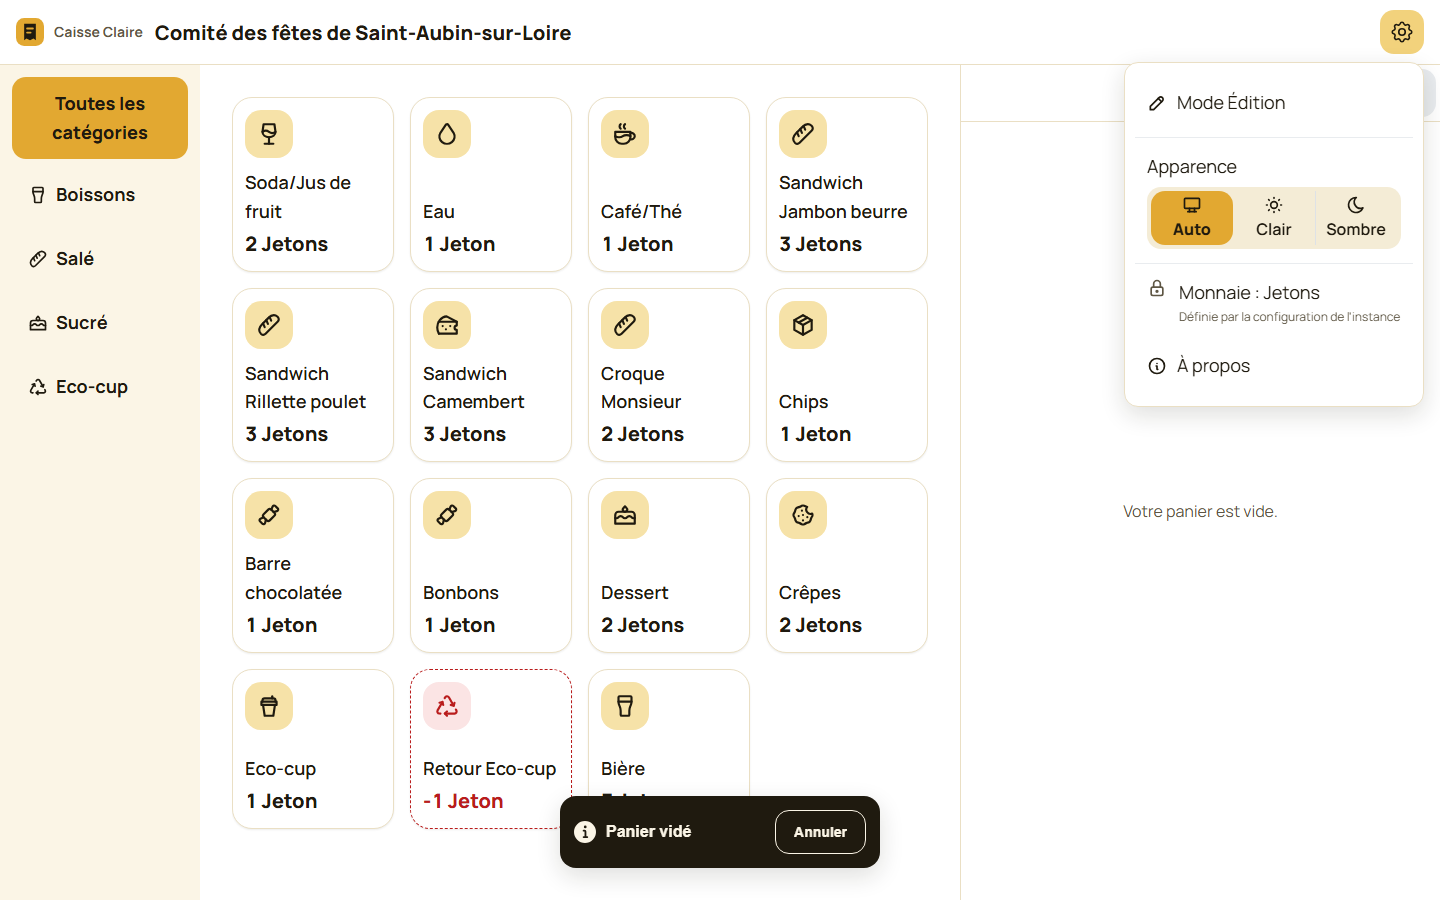 Caisse Claire
Comité des fêtes de Saint-Aubin-sur-Loire
Toutes les
catégories
Boissons
Salé
Sucré
Eco-cup
Soda/Jus de
fruit
2 Jetons
Eau
1 Jeton
Café/Thé
1 Jeton
Sandwich
Jambon beurre
3 Jetons
Sandwich
Rillette poulet
3 Jetons
Sandwich
Camembert
3 Jetons
Croque
Monsieur
2 Jetons
Chips
1 Jeton
Barre
chocolatée
1 Jeton
Bonbons
1 Jeton
Dessert
2 Jetons
Crêpes
2 Jetons
Eco-cup
1 Jeton
Retour Eco-cup
-1 Jeton
Bière
Panier vidé
Annuler
Mode Édition
Apparence
Auto
Clair
Sombre
Monnaie : Jetons
Définie par la configuration de l'instance
À propos
Votre panier est vide.